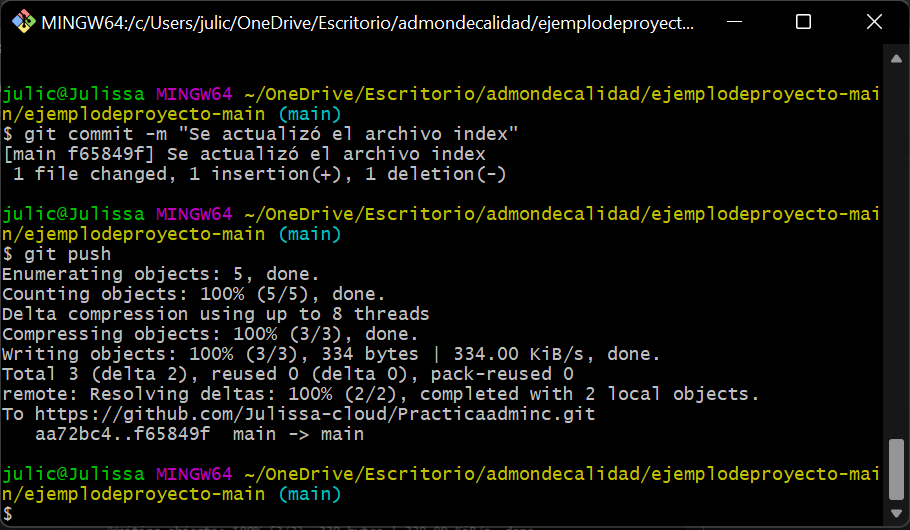 MINGW64:/c/Users/julic/OneDrive/Escritorio/admondecalidad/ejemplodeproyect...
julic@Julissa MINGW64 ~/OneDrive/Escritorio/admondecalidad/ejemplodeproyecto-mai
n/ejemplodeproyecto-main (main)
$ git commit -m "Se actualizó el archivo index"
[main f65849f] Se actualizó el archivo index
 1 file changed, 1 insertion(+), 1 deletion(-)
julic@Julissa MINGW64 ~/OneDrive/Escritorio/admondecalidad/ejemplodeproyecto-mai
n/ejemplodeproyecto-main (main)
$ git push
Enumerating objects: 5, done.
Counting objects: 100% (5/5), done.
Delta compression using up to 8 threads
Compressing objects: 100% (3/3), done.
Writing objects: 100% (3/3), 334 bytes | 334.00 KiB/s, done.
Total 3 (delta 2), reused 0 (delta 0), pack-reused 0
remote: Resolving deltas: 100% (2/2), completed with 2 local objects.
To https://github.com/Julissa-cloud/Practicaadminc.git
   aa72bc4..f65849f  main -> main
julic@Julissa MINGW64 ~/OneDrive/Escritorio/admondecalidad/ejemplodeproyecto-mai
n/ejemplodeproyecto-main (main)
$